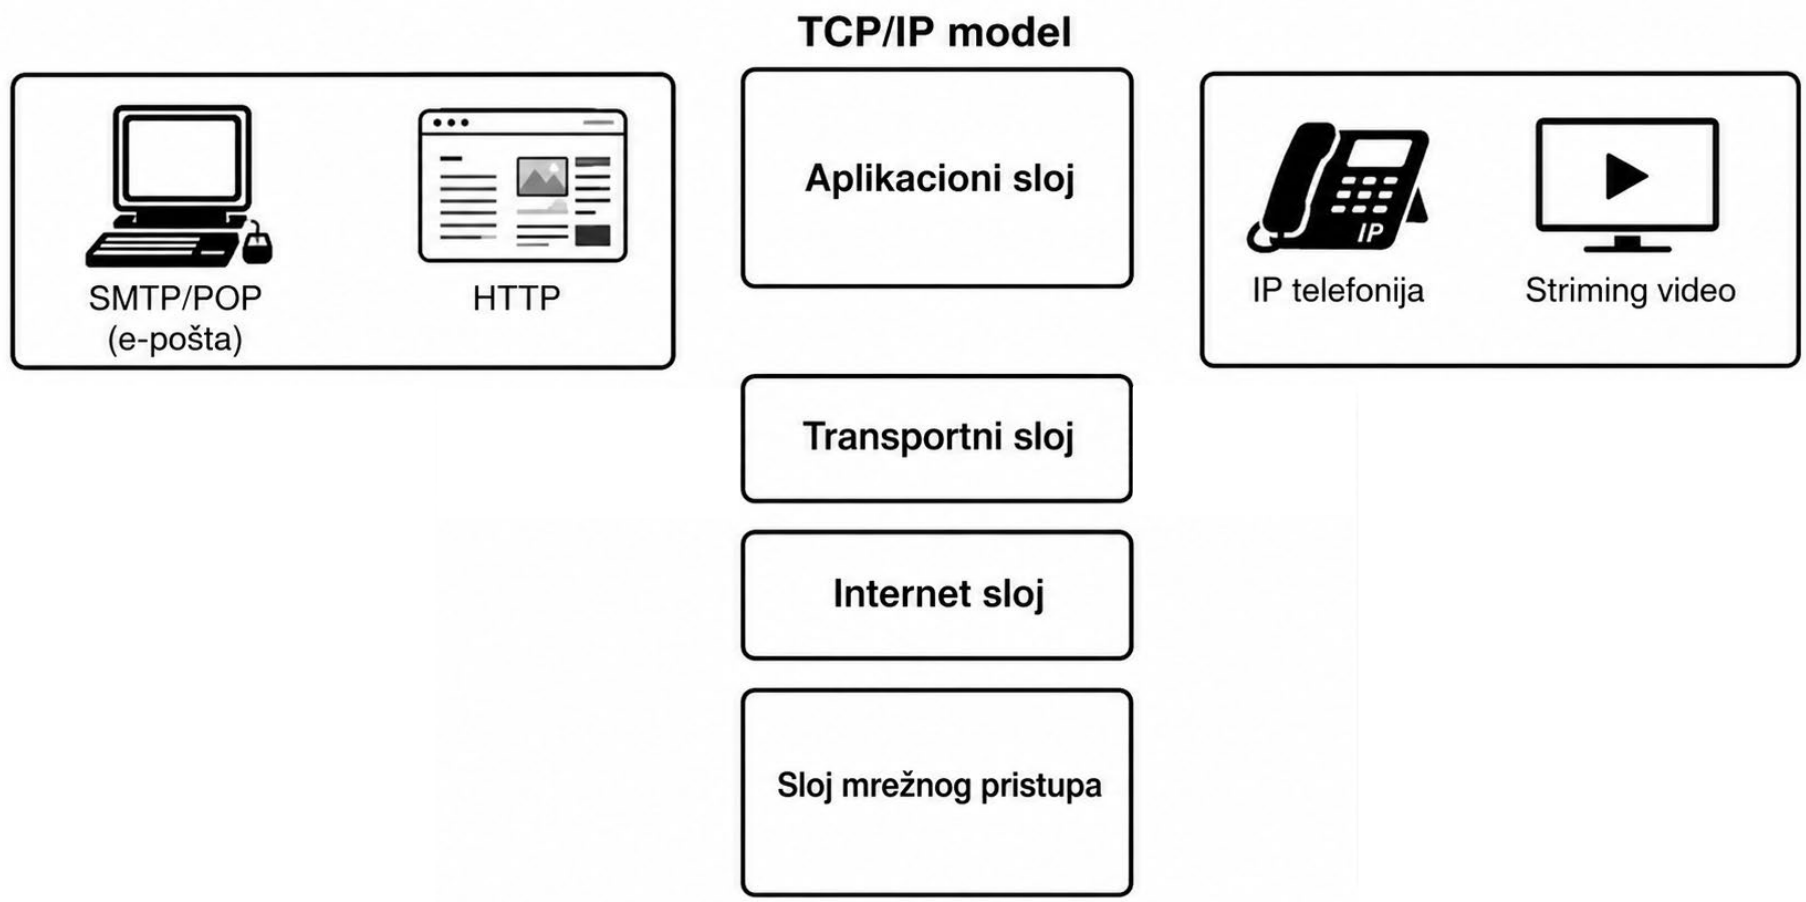 TCP/IP model
SMTP/POP
(e-pošta)
HTTP
Aplikacioni sloj
IP
IP telefonija
Striming video
Transportni sloj
Internet sloj
Sloj mrežnog pristupa